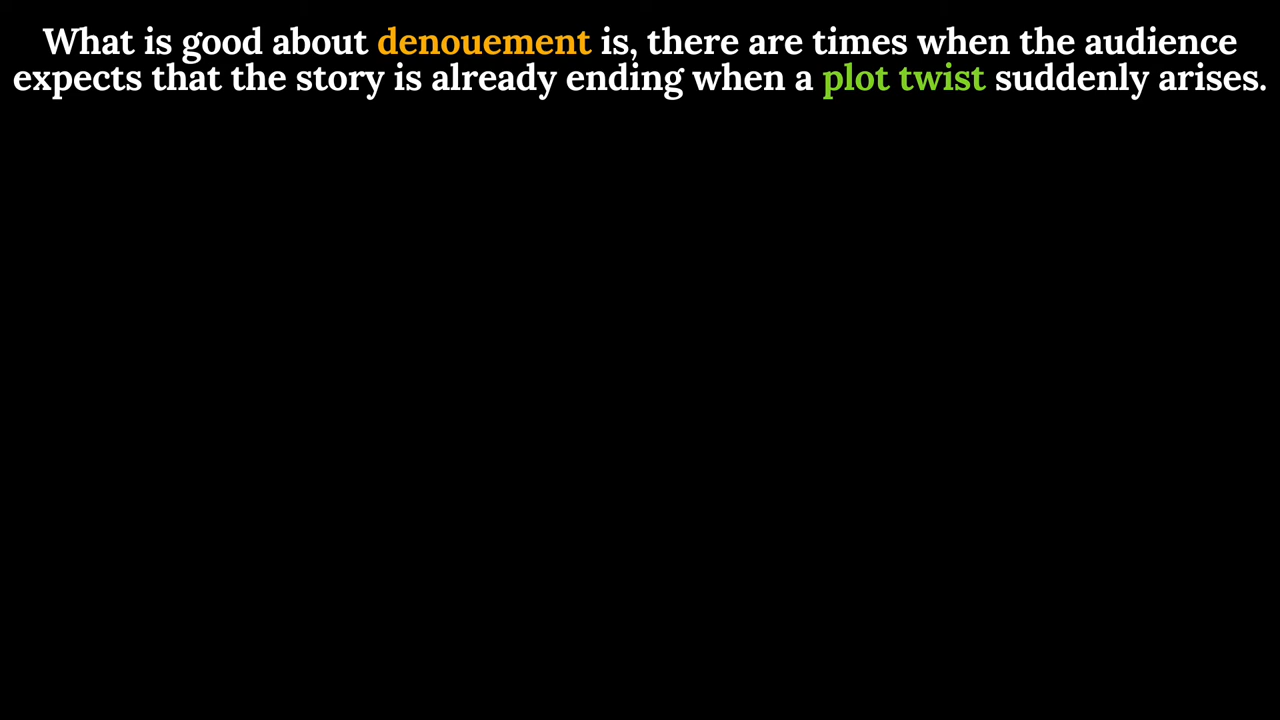 What is good about denouement is, there are times when the audience
expects that the story is already ending when a plot twist suddenly arises.